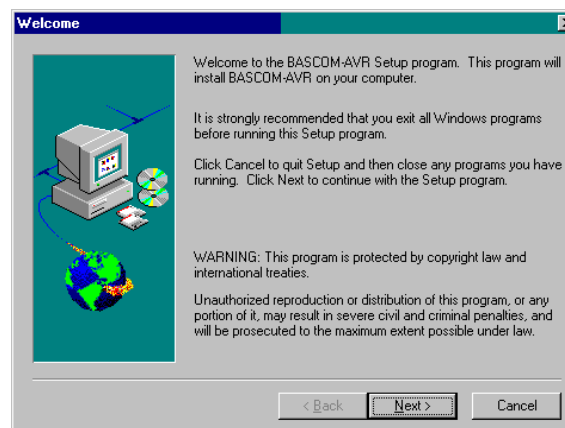 Welcome
Welcome to the BASCOM-AVR Setup program. This program will
install BASCOM-AVR on your computer.
It is strongly recommended that you exit all Windows programs
before running this Setup program.
Click Cancel to quit Setup and then close any programs you have
running. Click Next to continue with the Setup program.
WARNING: This program is protected by copyright law and
international treaties.
Unauthorized reproduction or distribution of this program, or any
portion of it, may result in severe civil and criminal penalties, and
will be prosecuted to the maximum extent possible under law.
< Back Next > Cancel